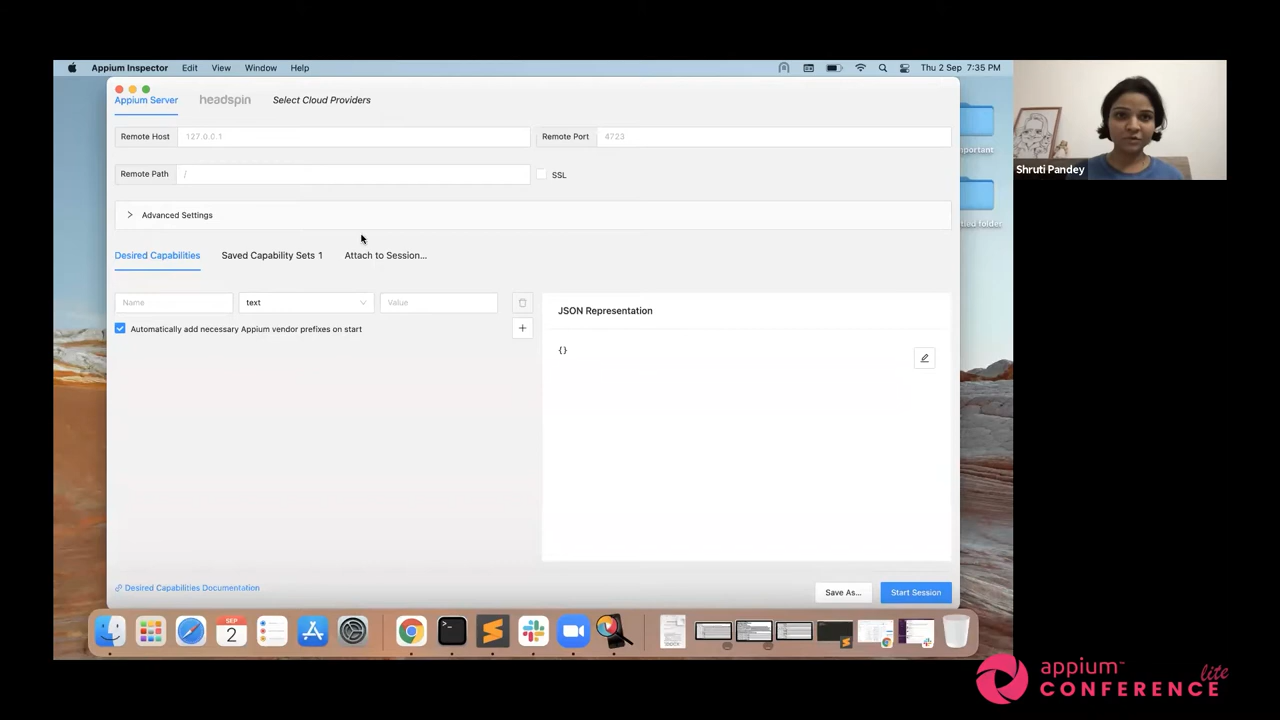 Appium Inspector Edit View Window Help Thu 2 Sep 7:35 PM
Appium Server headspin Select Cloud Providers
Remote Host 127.0.0.1 Remote Port 4723
Remote Path / SSL
Advanced Settings
Desired Capabilities Saved Capability Sets 1 Attach to Session...
Name text Value
Automatically add necessary Appium vendor prefixes on start
JSON Representation
{}
Desired Capabilities Documentation
Save As... Start Session
SEP
2
Shruti Pandey
appium™
CONFERENCE lite